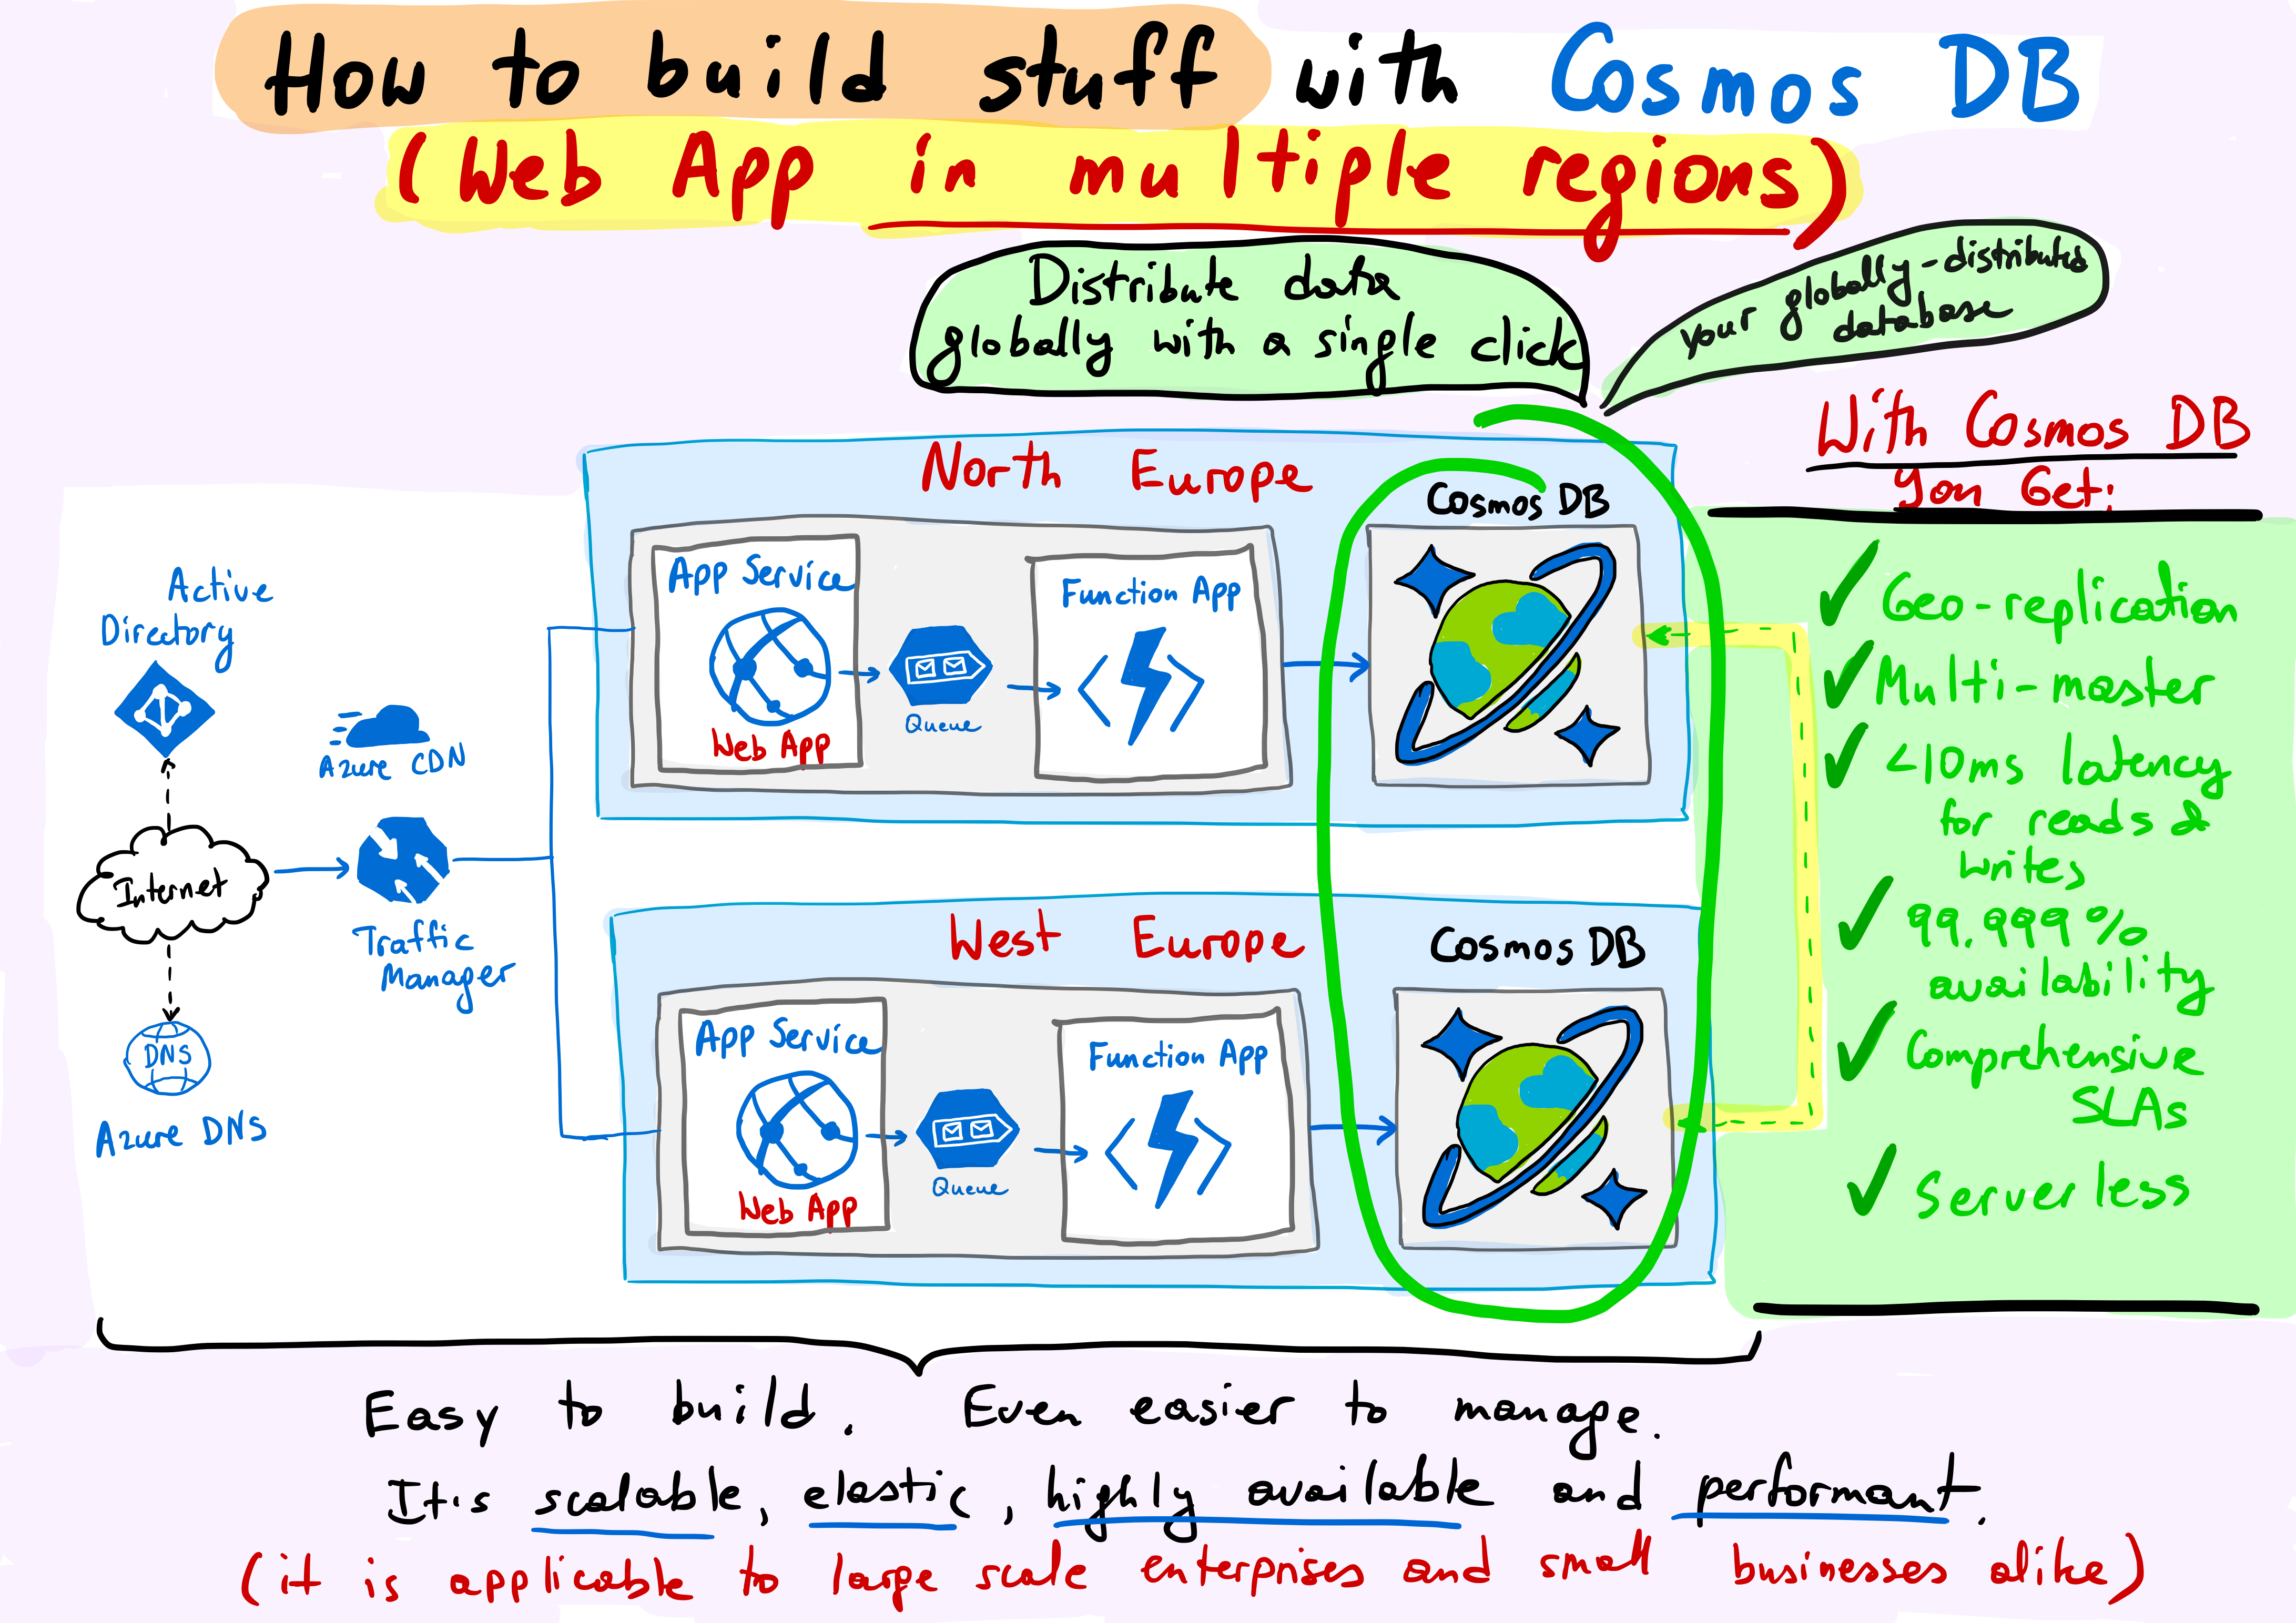 How to build stuff with Cosmos DB
(Web App in multiple regions)
Distribute data
globally with a single click
your globally-distributed
database
With Cosmos DB
You Get:
North Europe
Cosmos DB
App Service
Web App
Queue
Function App
Active
Directory
Azure CDN
Internet
Traffic
Manager
DNS
Azure DNS
West Europe
Cosmos DB
App Service
Web App
Queue
Function App
Geo-replication
Multi-master
<10ms latency
for reads &
writes
99.999%
availability
Comprehensive
SLAs
Serverless
Easy to build. Even easier to manage.
It's scalable, elastic, highly available and performant.
(it is applicable to large scale enterprises and small businesses alike)